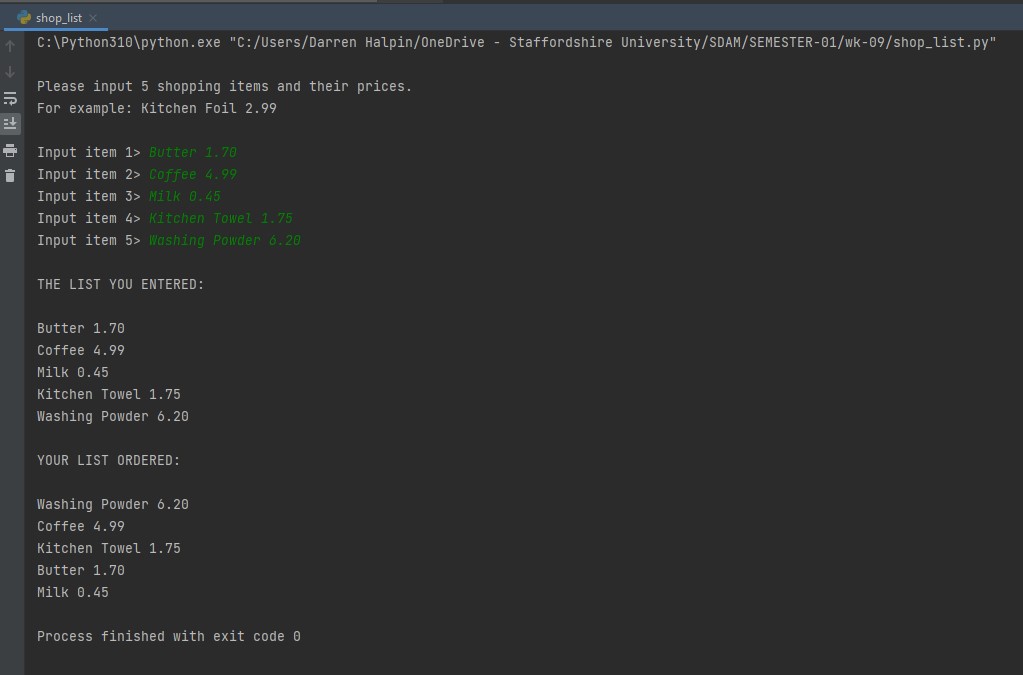 shop_list
C:\Python310\python.exe "C:/Users/Darren Halpin/OneDrive - Staffordshire University/SDAM/SEMESTER-01/wk-09/shop_list.py"
Please input 5 shopping items and their prices.
For example: Kitchen Foil 2.99
Input item 1> Butter 1.70
Input item 2> Coffee 4.99
Input item 3> Milk 0.45
Input item 4> Kitchen Towel 1.75
Input item 5> Washing Powder 6.20
THE LIST YOU ENTERED:
Butter 1.70
Coffee 4.99
Milk 0.45
Kitchen Towel 1.75
Washing Powder 6.20
YOUR LIST ORDERED:
Washing Powder 6.20
Coffee 4.99
Kitchen Towel 1.75
Butter 1.70
Milk 0.45
Process finished with exit code 0